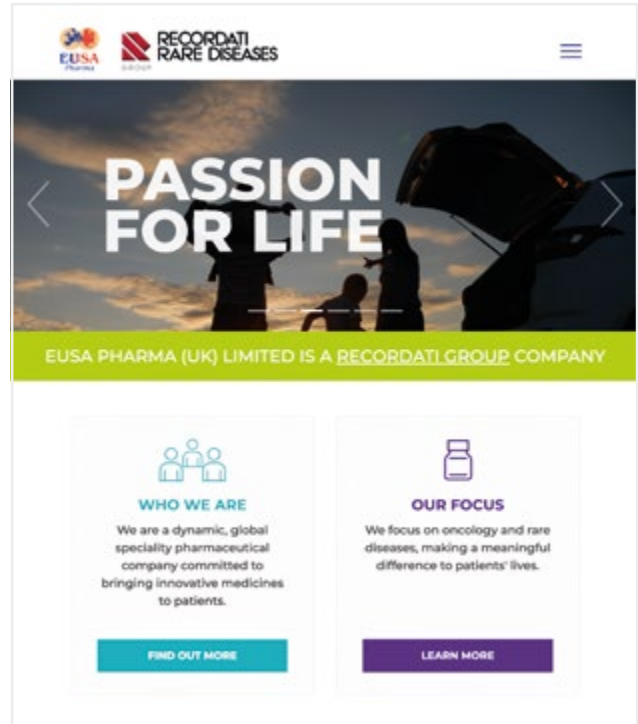 EUSA
Pharma
RECORDATI
RARE DISEASES
GROUP
PASSION
FOR LIFE
EUSA PHARMA (UK) LIMITED IS A RECORDATI GROUP COMPANY
WHO WE ARE
We are a dynamic, global
speciality pharmaceutical
company committed to
bringing innovative medicines
to patients.
FIND OUT MORE
OUR FOCUS
We focus on oncology and rare
diseases, making a meaningful
difference to patients' lives.
LEARN MORE